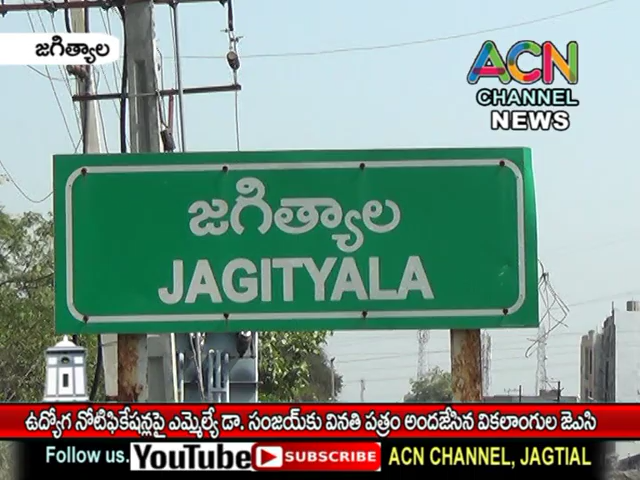 జగిత్యాల
ACN
CHANNEL
NEWS
జగిత్యాల
JAGITYALA
ఉద్యోగ నోటిఫికేషన్లపై ఎమ్మెల్యే డా. సంజయ్‌కు వినతి పత్రం అందజేసిన వికలాంగుల జెఎసి
Follow us. YouTube SUBSCRIBE ACN CHANNEL, JAGTIAL